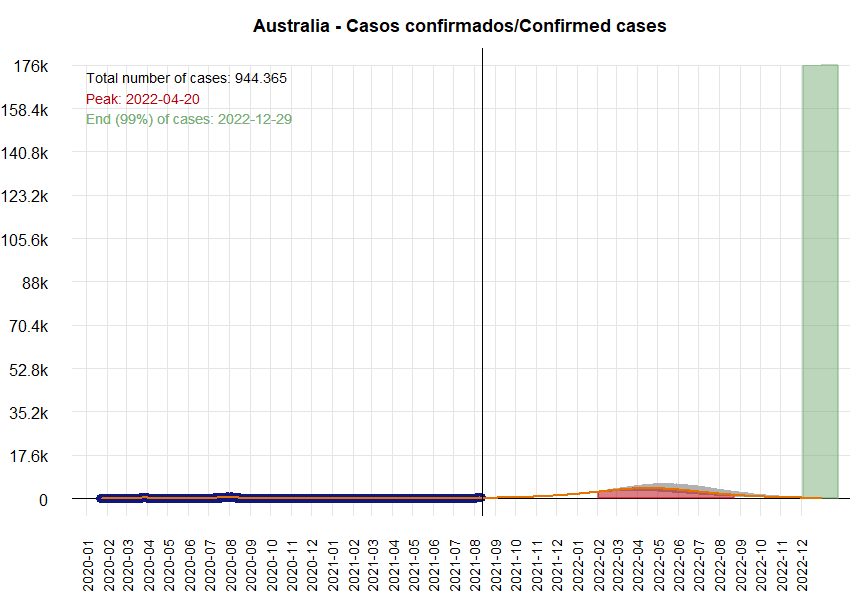 Australia - Casos confirmados/Confirmed cases
176k
Total number of cases: 944.365
Peak: 2022-04-20
End (99%) of cases: 2022-12-29
158.4k
140.8k
123.2k
105.6k
88k
70.4k
52.8k
35.2k
17.6k
0
2020-01
2020-02
2020-03
2020-04
2020-05
2020-06
2020-07
2020-08
2020-09
2020-10
2020-11
2020-12
2021-01
2021-02
2021-03
2021-04
2021-05
2021-06
2021-07
2021-08
2021-09
2021-10
2021-11
2021-12
2022-01
2022-02
2022-03
2022-04
2022-05
2022-06
2022-07
2022-08
2022-09
2022-10
2022-11
2022-12